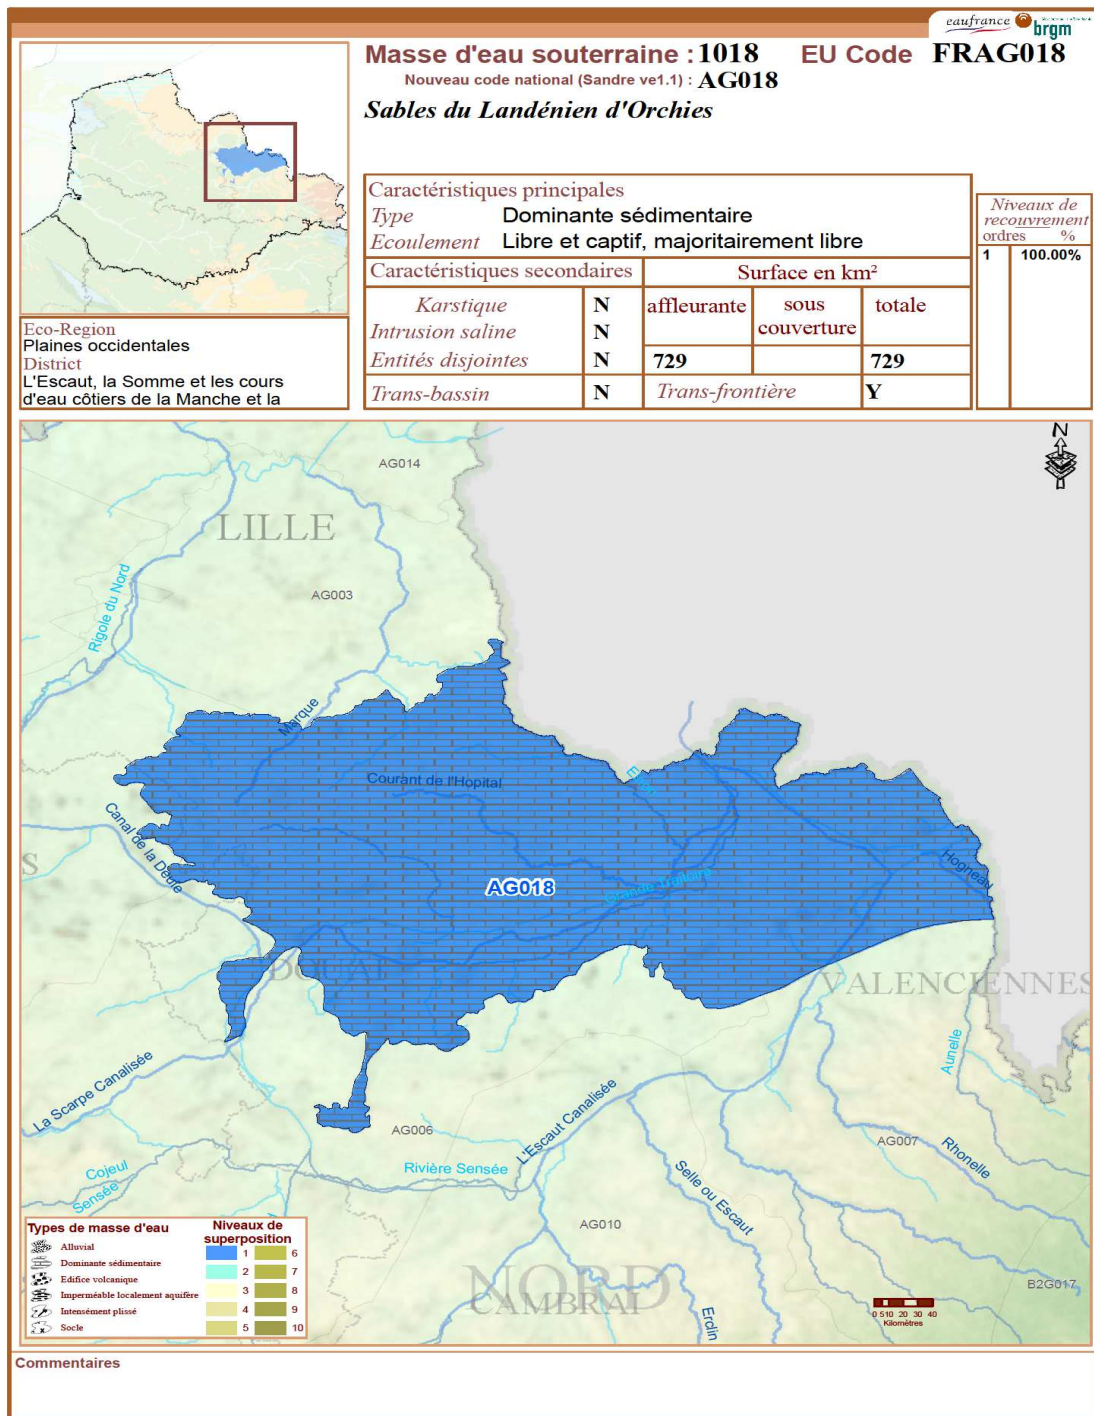 eaufrance
brgm
Masse d'eau souterraine : 1018 EU Code FRAG018
Nouveau code national (Sandre ve1.1) : AG018
Sables du Landénien d'Orchies
Caractéristiques principales
Type Dominante sédimentaire
Ecoulement Libre et captif, majoritairement libre
Caractéristiques secondaires Surface en km²
Karstique N affleurante sous couverture totale
Intrusion saline N
Entités disjointes N 729 729
Trans-bassin N Trans-frontière Y
Niveaux de
recouvrement
ordres %
1 100.00%
Eco-Region
Plaines occidentales
District
L'Escaut, la Somme et les cours
d'eau côtiers de la Manche et la
N
AG014
LILLE
AG003
Rigole du Nord
Marque
Courant de l'Hopital
Canal de la Deule
S
AG018
Hogneau
DOUAI
VALENCIENNES
Aunelle
La Scarpe Canalisée
L'Escaut Canalisée
AG006
AG007
Rhonelle
Cojeul
Sensée
Rivière Sensée
Selle ou Escaut
AG010
NORD
CAMBRAI
Erclin
B2G017
0 5 10 20 30 40
Kilomètres
Types de masse d'eau
Alluvial
Dominante sédimentaire
Edifice volcanique
Imperméable localement aquifère
Intensément plissé
Socle
Niveaux de
superposition
1 6
2 7
3 8
4 9
5 10
Commentaires